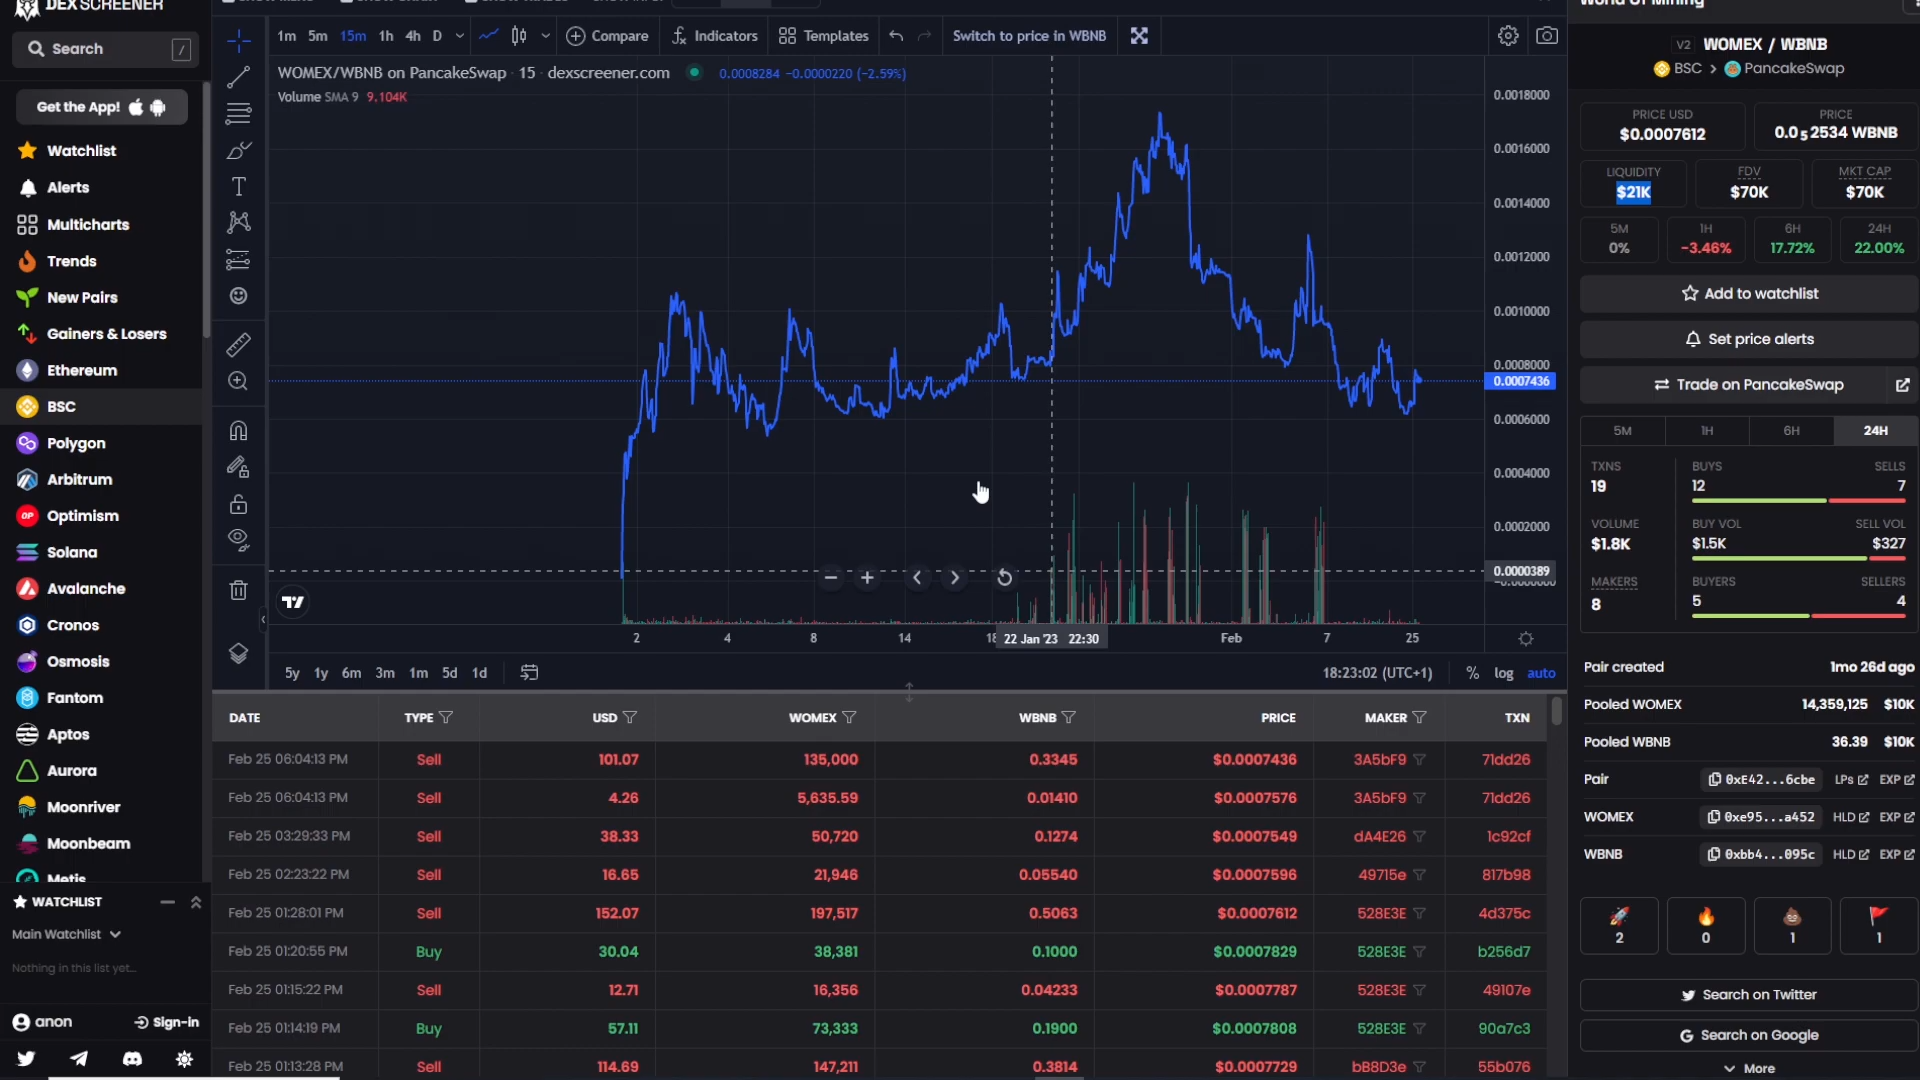 DEX SCREENER
Search /
Get the App!
Watchlist
Alerts
Multicharts
Trends
New Pairs
Gainers & Losers
Ethereum
BSC
Polygon
Arbitrum
OP Optimism
Solana
Avalanche
Cronos
Osmosis
Fantom
Aptos
Aurora
Moonriver
Moonbeam
Metis
WATCHLIST
Main Watchlist
Nothing in this list yet...
anon Sign-in
1m 5m 15m 1h 4h D Compare Indicators Templates Switch to price in WBNB
WOMEX/WBNB on PancakeSwap · 15 · dexscreener.com 0.0008284 −0.0000220 (−2.59%)
Volume SMA 9 9.104K
0.0018000
0.0016000
0.0014000
0.0012000
0.0010000
0.0008000
0.0007436
0.0006000
0.0004000
0.0002000
0.0000389
−0.0000000
2 4 8 14 18 22 Jan '23 22:30 Feb 7 25
5y 1y 6m 3m 1m 5d 1d 18:23:02 (UTC+1) % log auto
DATE TYPE USD WOMEX WBNB PRICE MAKER TXN
Feb 25 06:04:13 PM Sell 101.07 135,000 0.3345 $0.0007436 3A5bF9 71dd26
Feb 25 06:04:13 PM Sell 4.26 5,635.59 0.01410 $0.0007576 3A5bF9 71dd26
Feb 25 03:29:33 PM Sell 38.33 50,720 0.1274 $0.0007549 dA4E26 1c92cf
Feb 25 02:23:22 PM Sell 16.65 21,946 0.05540 $0.0007596 49715e 817b98
Feb 25 01:28:01 PM Sell 152.07 197,517 0.5063 $0.0007612 528E3E 4d375c
Feb 25 01:20:55 PM Buy 30.04 38,381 0.1000 $0.0007829 528E3E b256d7
Feb 25 01:15:22 PM Sell 12.71 16,356 0.04233 $0.0007787 528E3E 49107e
Feb 25 01:14:19 PM Buy 57.11 73,333 0.1900 $0.0007808 528E3E 90a7c3
Feb 25 01:13:28 PM Sell 114.69 147,211 0.3814 $0.0007729 bB8D3e 55b076
World Of Mining
V2 WOMEX / WBNB
BSC > PancakeSwap
PRICE USD PRICE
$0.0007612 0.0₅2534 WBNB
LIQUIDITY FDV MKT CAP
$21K $70K $70K
5M 1H 6H 24H
0% -3.46% 17.72% 22.00%
Add to watchlist
Set price alerts
Trade on PancakeSwap
5M 1H 6H 24H
TXNS BUYS SELLS
19 12 7
VOLUME BUY VOL SELL VOL
$1.8K $1.5K $327
MAKERS BUYERS SELLERS
8 5 4
Pair created 1mo 26d ago
Pooled WOMEX 14,359,125 $10K
Pooled WBNB 36.39 $10K
Pair 0xE42...6cbe LPs EXP
WOMEX 0xe95...a452 HLD EXP
WBNB 0xbb4...095c HLD EXP
2 0 1 1
Search on Twitter
Search on Google
More